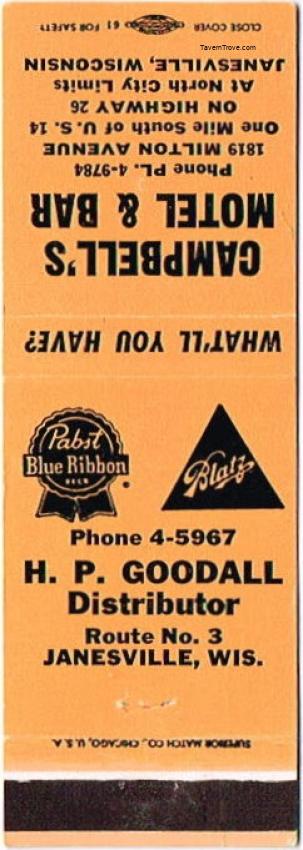 CLOSE COVER 61 FOR SAFETY
TavernTrove.com
JANESVILLE, WISCONSIN
At North City Limits
ON HIGHWAY 26
One Mile South of U. S. 14
1819 MILTON AVENUE
Phone PL. 4-9784
CAMPBELL'S
MOTEL & BAR
WHAT'LL YOU HAVE?
Pabst
Blue Ribbon
BEER
Blatz
Phone 4-5967
H. P. GOODALL
Distributor
Route No. 3
JANESVILLE, WIS.
SUPERIOR MATCH CO., CHICAGO, U. S. A.